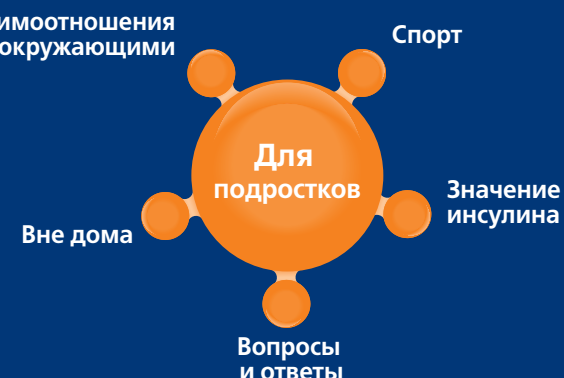 имоотношения
окружающими
Спорт
Для
подростков
Значение
инсулина
Вне дома
Вопросы
и ответы